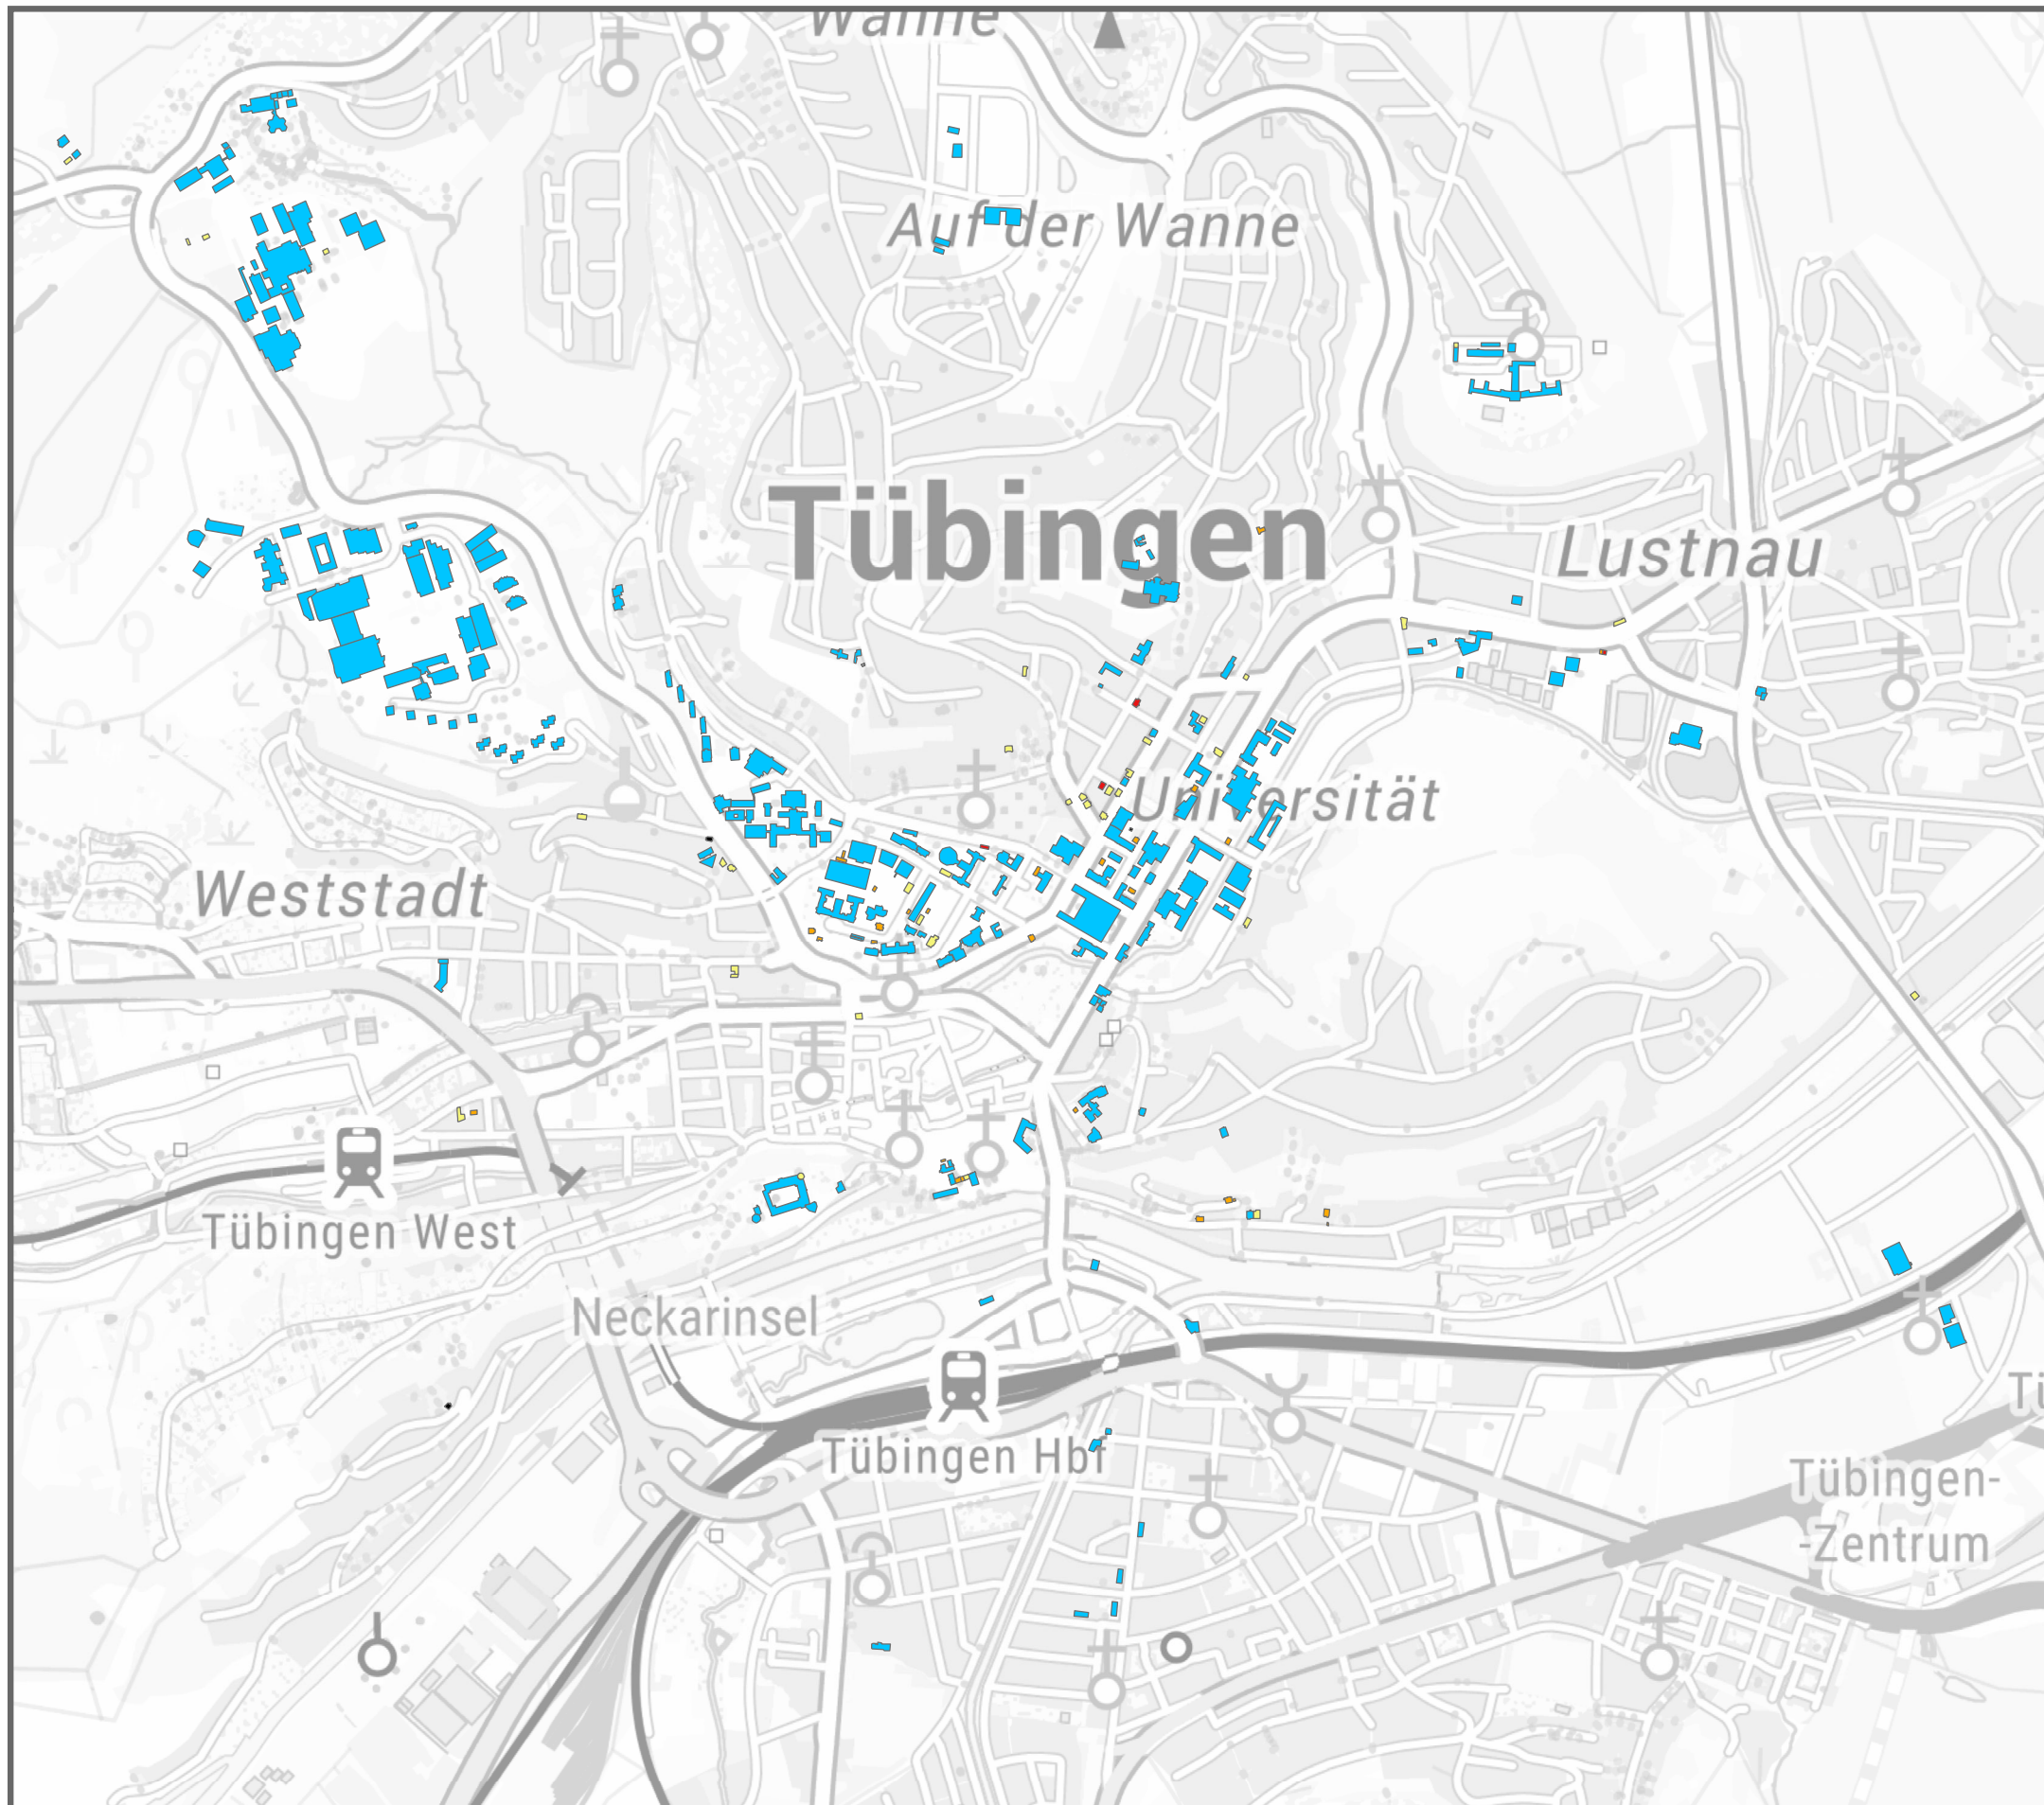 Wanne
Auf der Wanne
Tübingen
Lustnau
Universität
Weststadt
Tübingen West
Neckarinsel
Tübingen Hbf
Tübingen-
-Zentrum